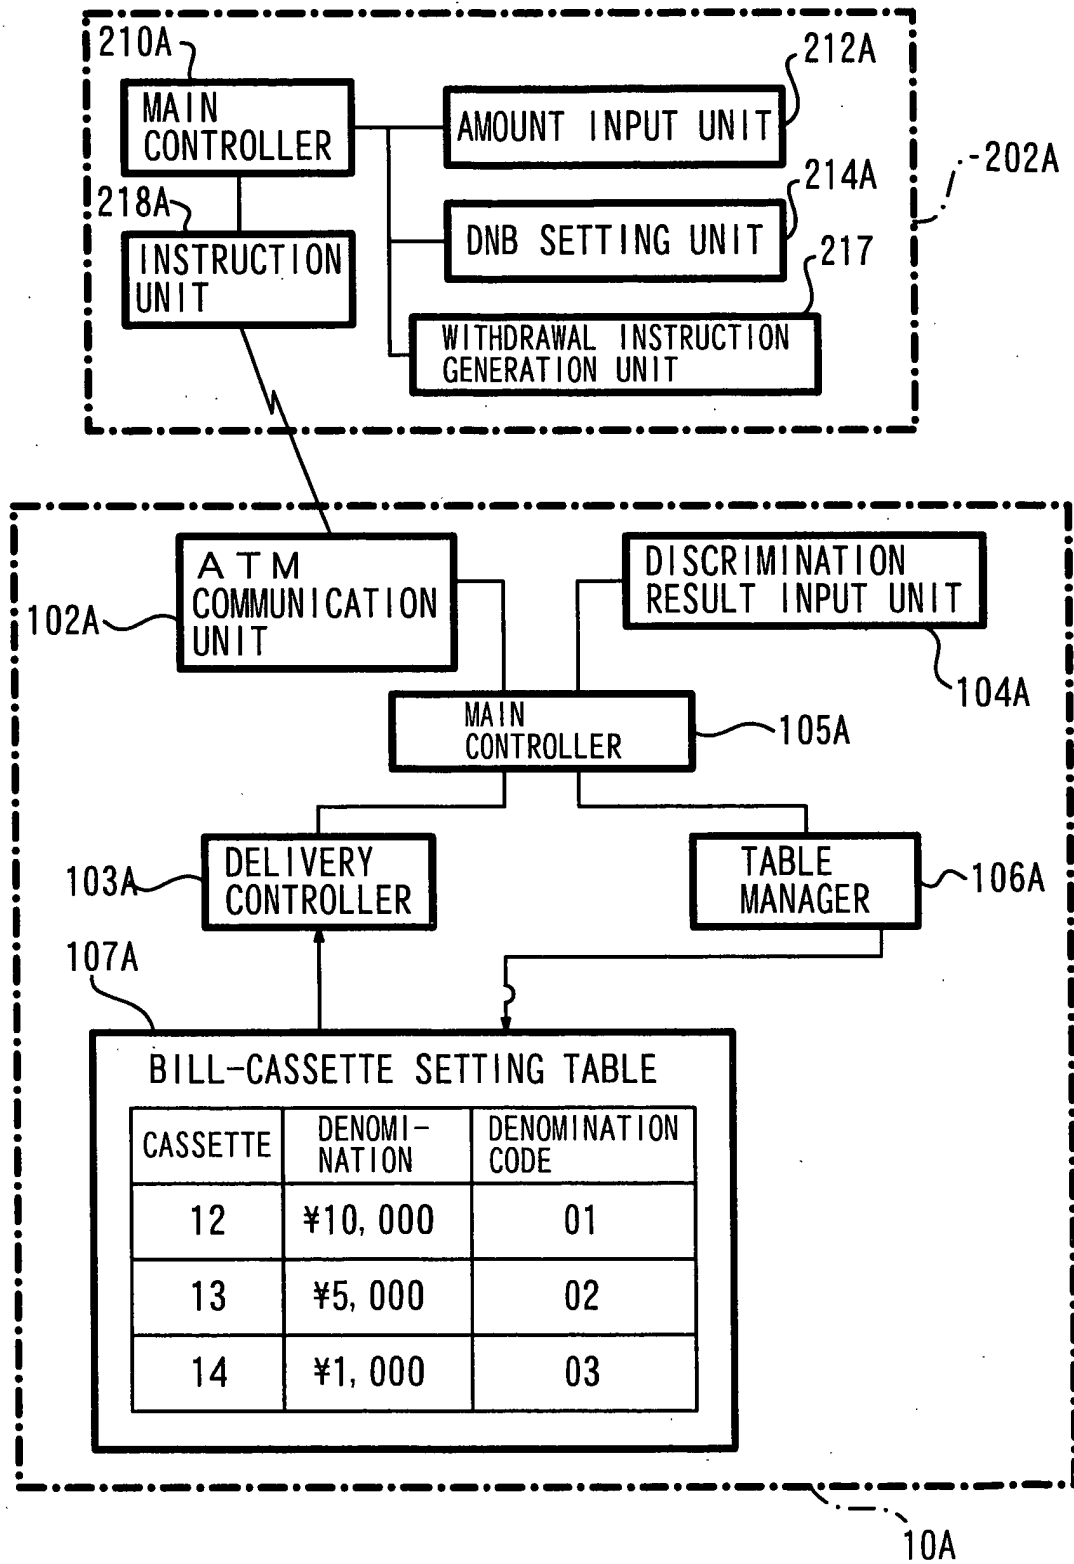 210A
MAIN
CONTROLLER
212A
AMOUNT INPUT UNIT
202A
218A
INSTRUCTION
UNIT
214A
DNB SETTING UNIT
217
WITHDRAWAL INSTRUCTION
GENERATION UNIT
ATM
COMMUNICATION
UNIT
102A
DISCRIMINATION
RESULT INPUT UNIT
104A
MAIN
CONTROLLER
105A
DELIVERY
CONTROLLER
103A
TABLE
MANAGER
106A
107A
BILL-CASSETTE SETTING TABLE
CASSETTE
DENOMI-
NATION
DENOMINATION
CODE
12 ¥10,000 01
13 ¥5,000 02
14 ¥1,000 03
10A